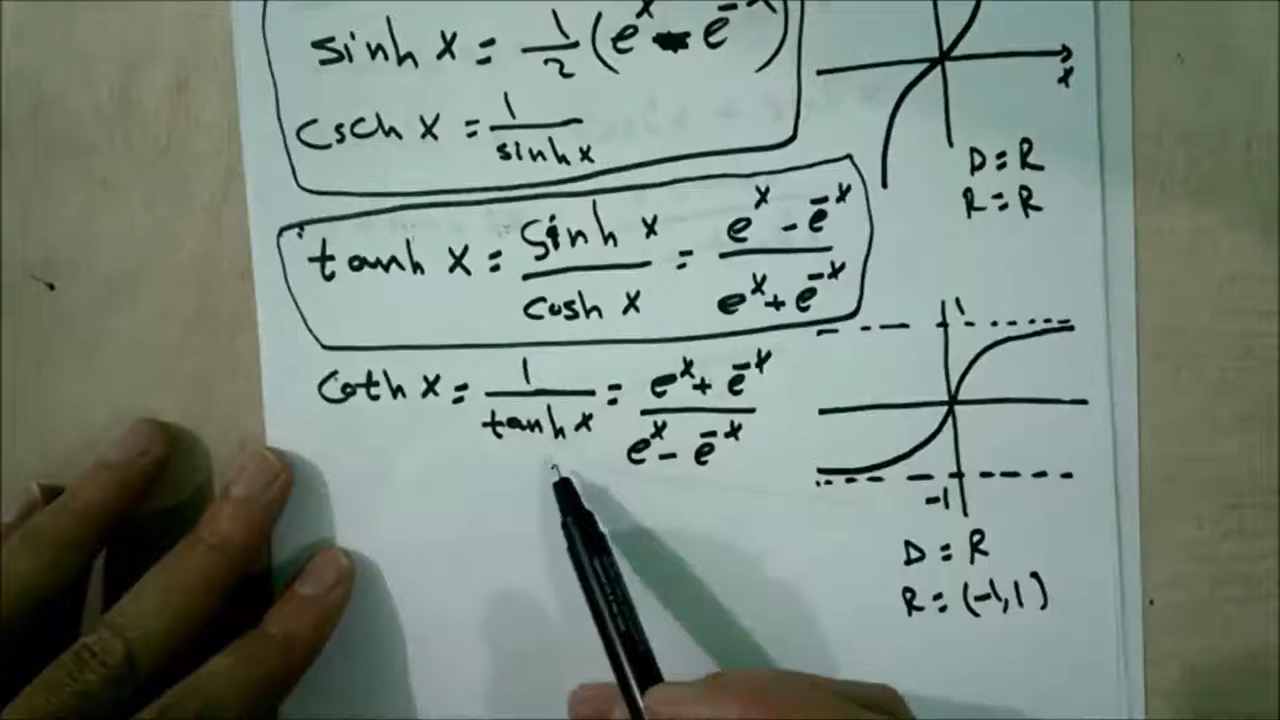 sinh x = 1/2 (e^x - e^-x)
csch x = 1/sinh x
tanh x = sinh x/cosh x = e^x - e^-x/e^x + e^-x
coth x = 1/tanh x = e^x + e^-x/e^x - e^-x
x
D = R
R = R
1
-1
D = R
R = (-1, 1)